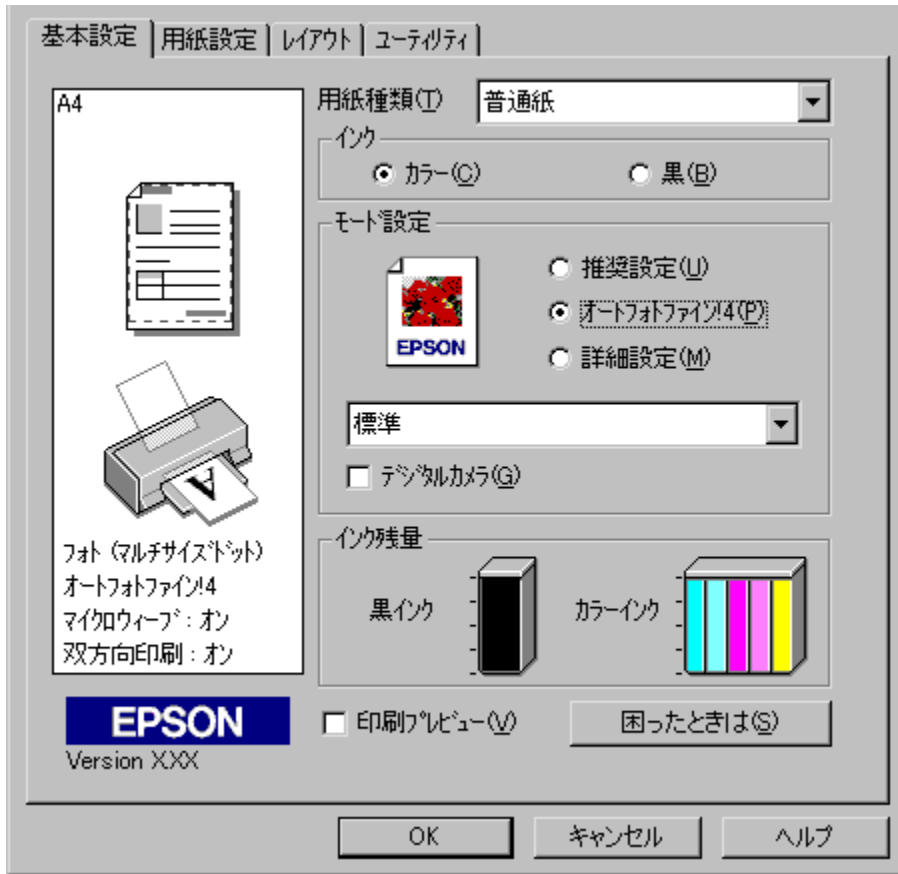 基本設定
用紙設定
レイアウト
ユーティリティ
A4
用紙種類(T)
普通紙
インク
カラー(C)
黒(B)
モード設定
EPSON
推奨設定(U)
オートフォトファイン!4(P)
詳細設定(M)
標準
デジタルカメラ(G)
A
フォト (マルチサイズドット)
オートフォトファイン!4
マイクロウィーブ : オン
双方向印刷 : オン
インク残量
黒インク
カラーインク
EPSON
Version X.XX
印刷プレビュー(V)
困ったときは(S)
OK
キャンセル
ヘルプ